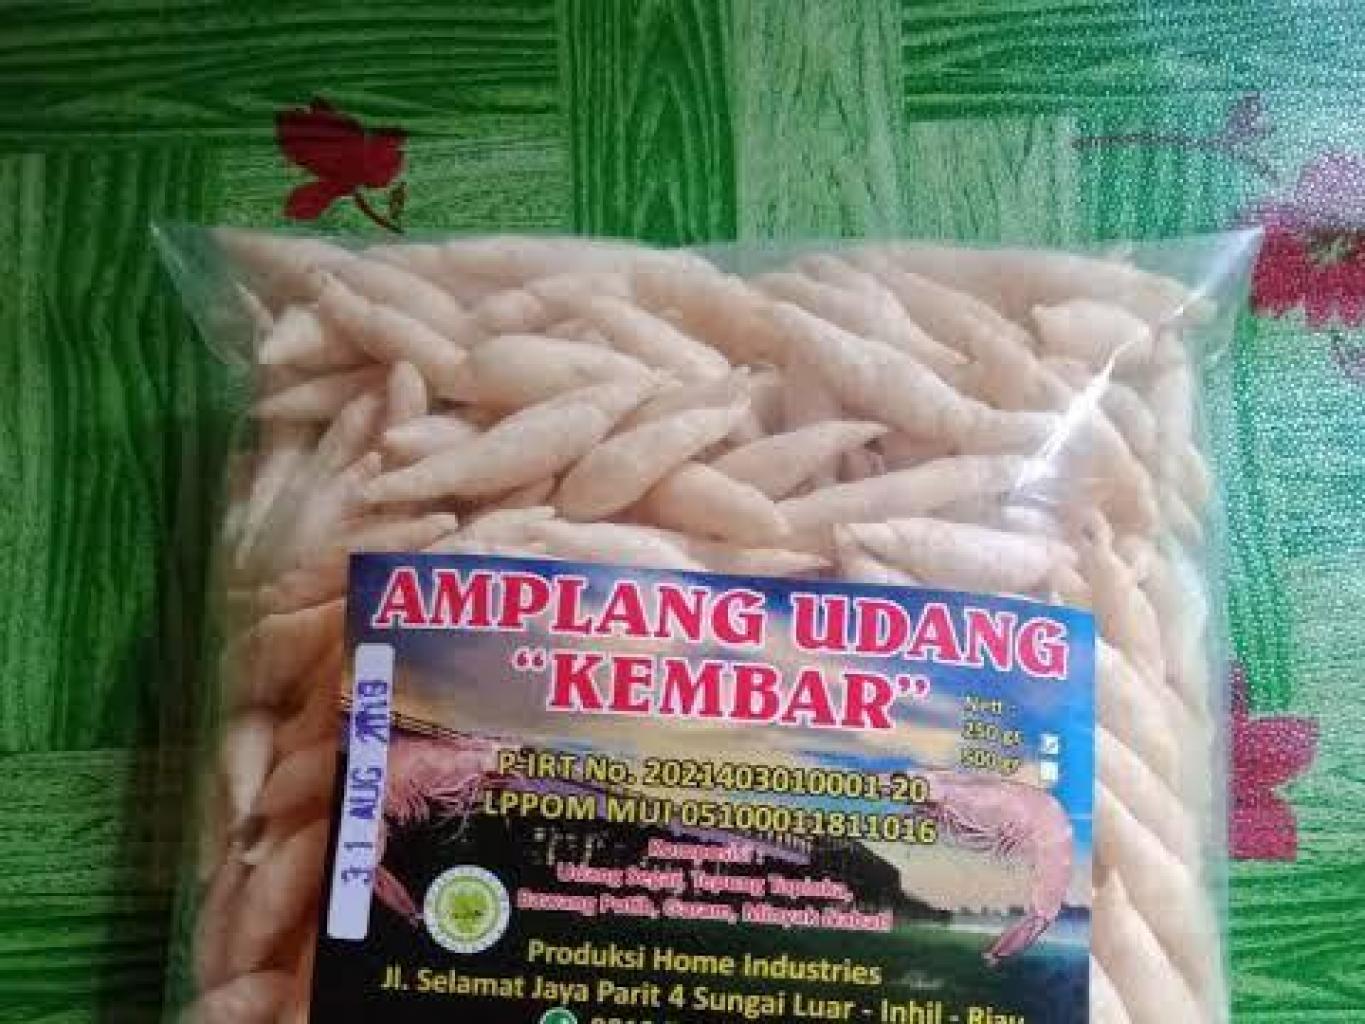 AMPLANG UDANG
"KEMBAR"
Nett :
250 gr
500 gr
31 AUG 2019
P-IRT No. 2021403010001-20
LPPOM MUI 05100011811016
Komposisi :
Udang Segar, Tepung Tapioka,
Bawang Putih, Garam, Minyak Nabati
Produksi Home Industries
Jl. Selamat Jaya Parit 4 Sungai Luar - Inhil - Riau